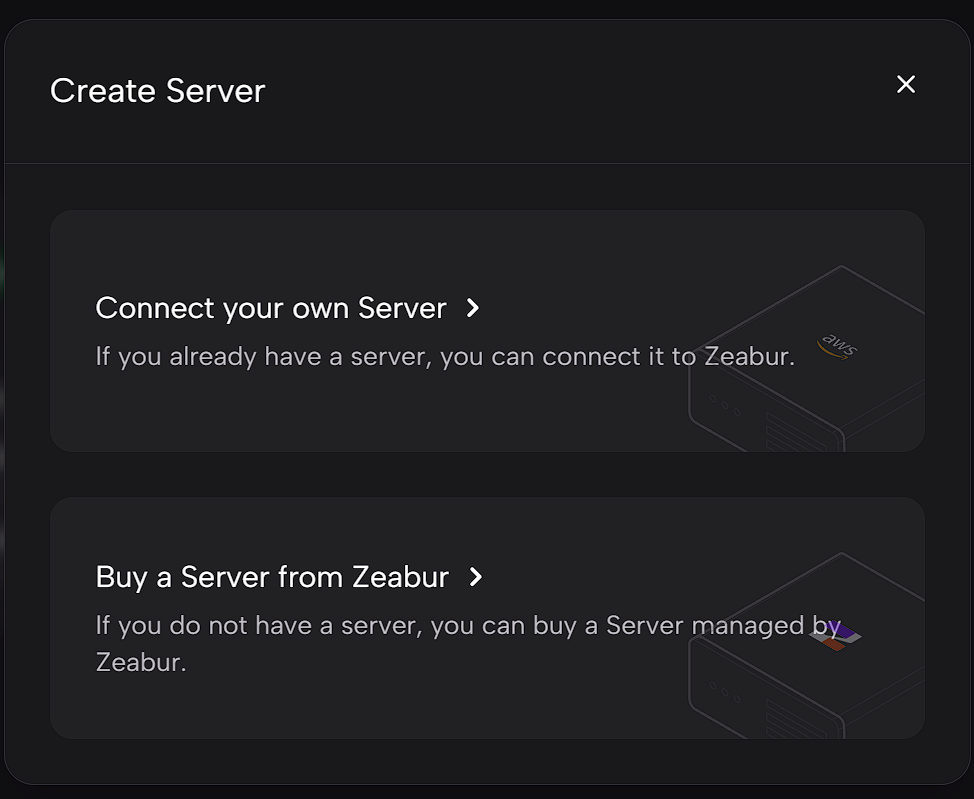 Create Server
Connect your own Server
If you already have a server, you can connect it to Zeabur.
aws
Buy a Server from Zeabur
If you do not have a server, you can buy a Server managed by
Zeabur.